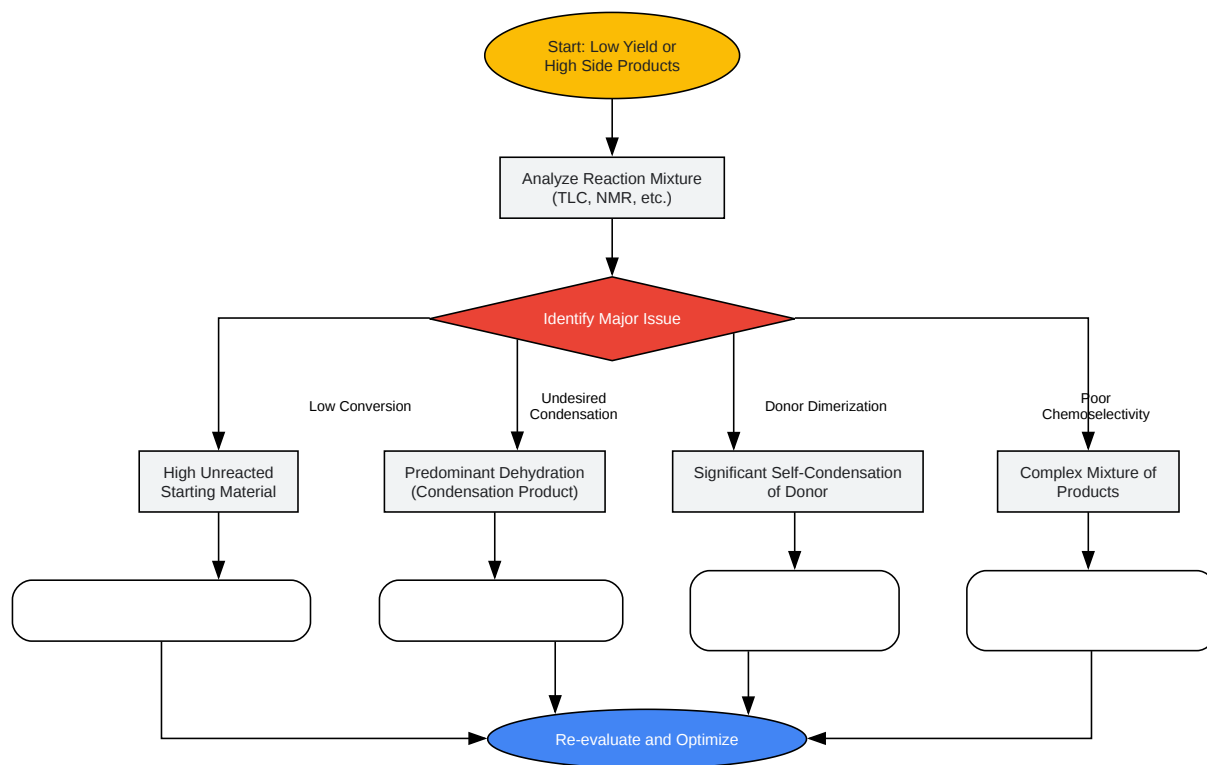 Start: Low Yield or
High Side Products
Analyze Reaction Mixture
(TLC, NMR, etc.)
Identify Major Issue
Low Conversion
Undesired
Condensation
Donor Dimerization
Poor
Chemoselectivity
High Unreacted
Starting Material
Predominant Dehydration
(Condensation Product)
Significant Self-Condensation
of Donor
Complex Mixture of
Products
Re-evaluate and Optimize